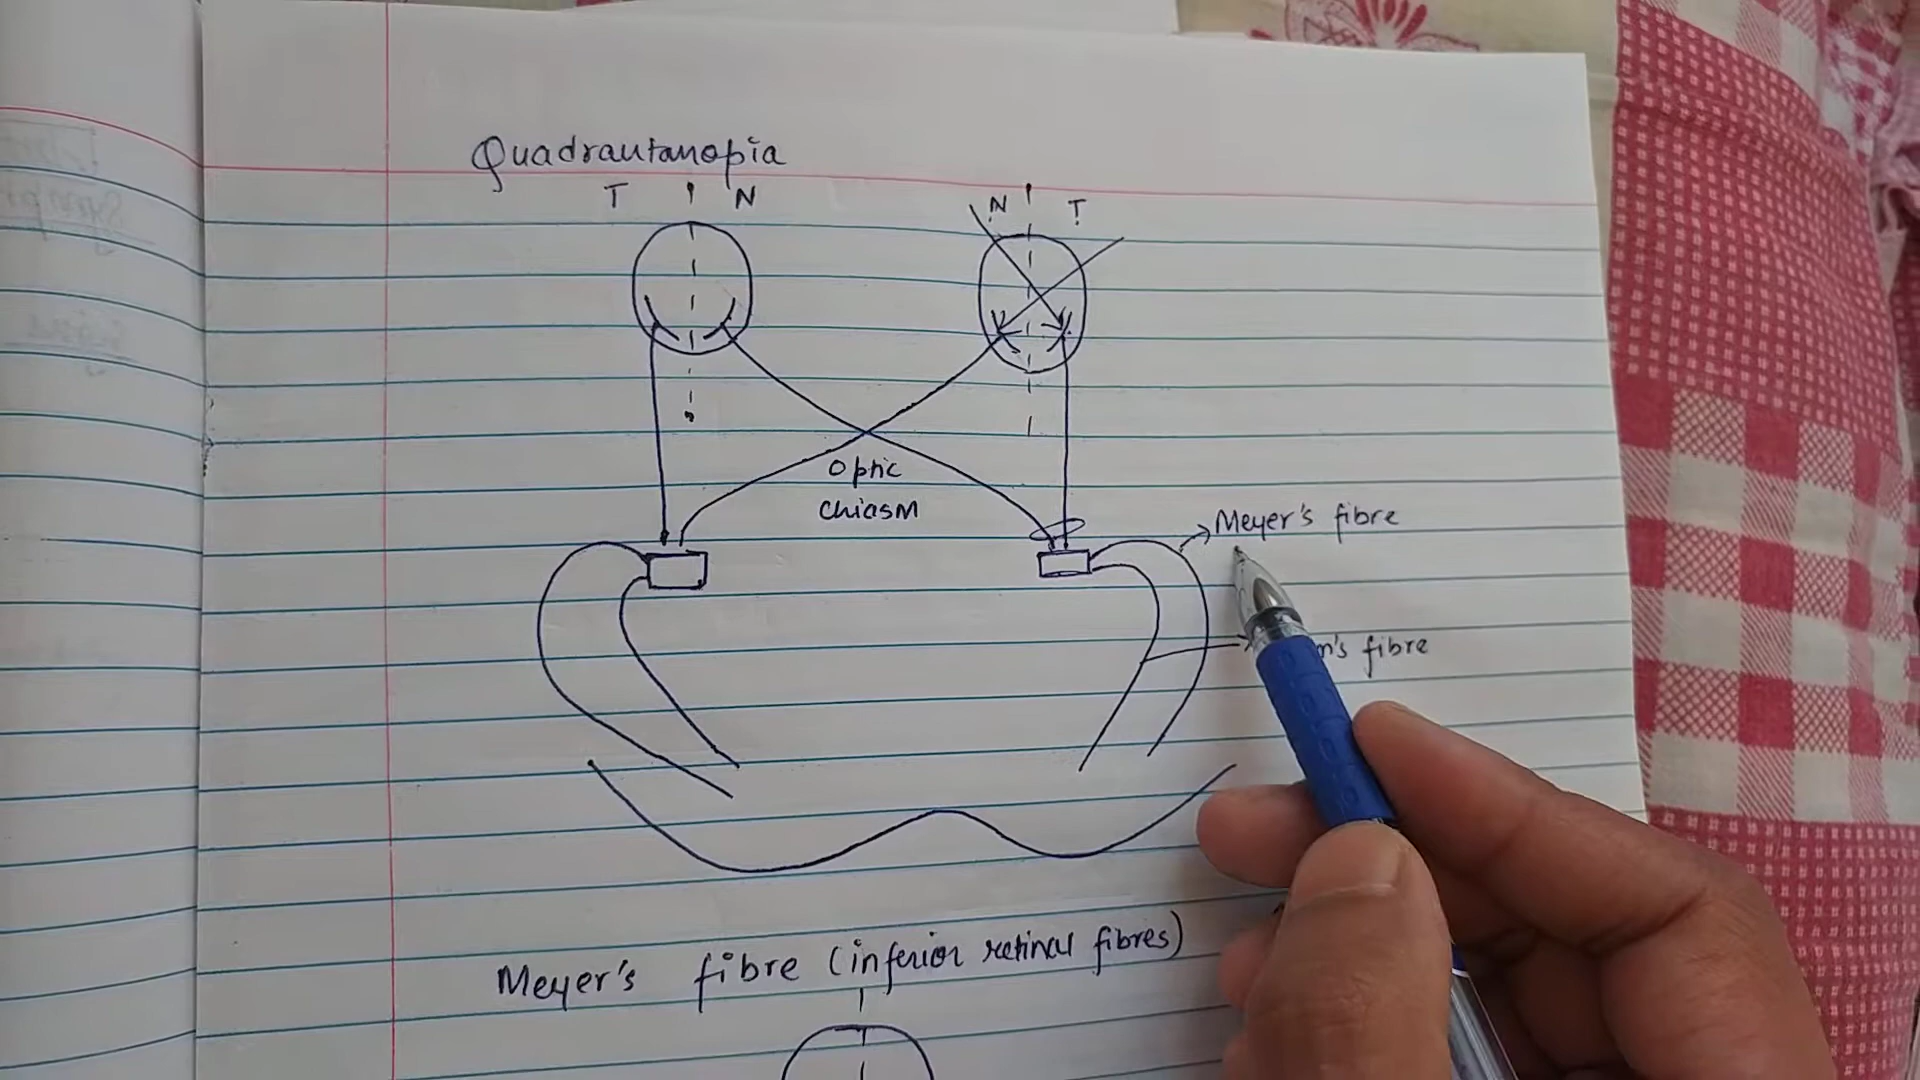 Quadrantanopia
T N N T
Optic
Chiasm
Meyer's fibre
fibre
Meyer's fibre (inferior retinal fibres)